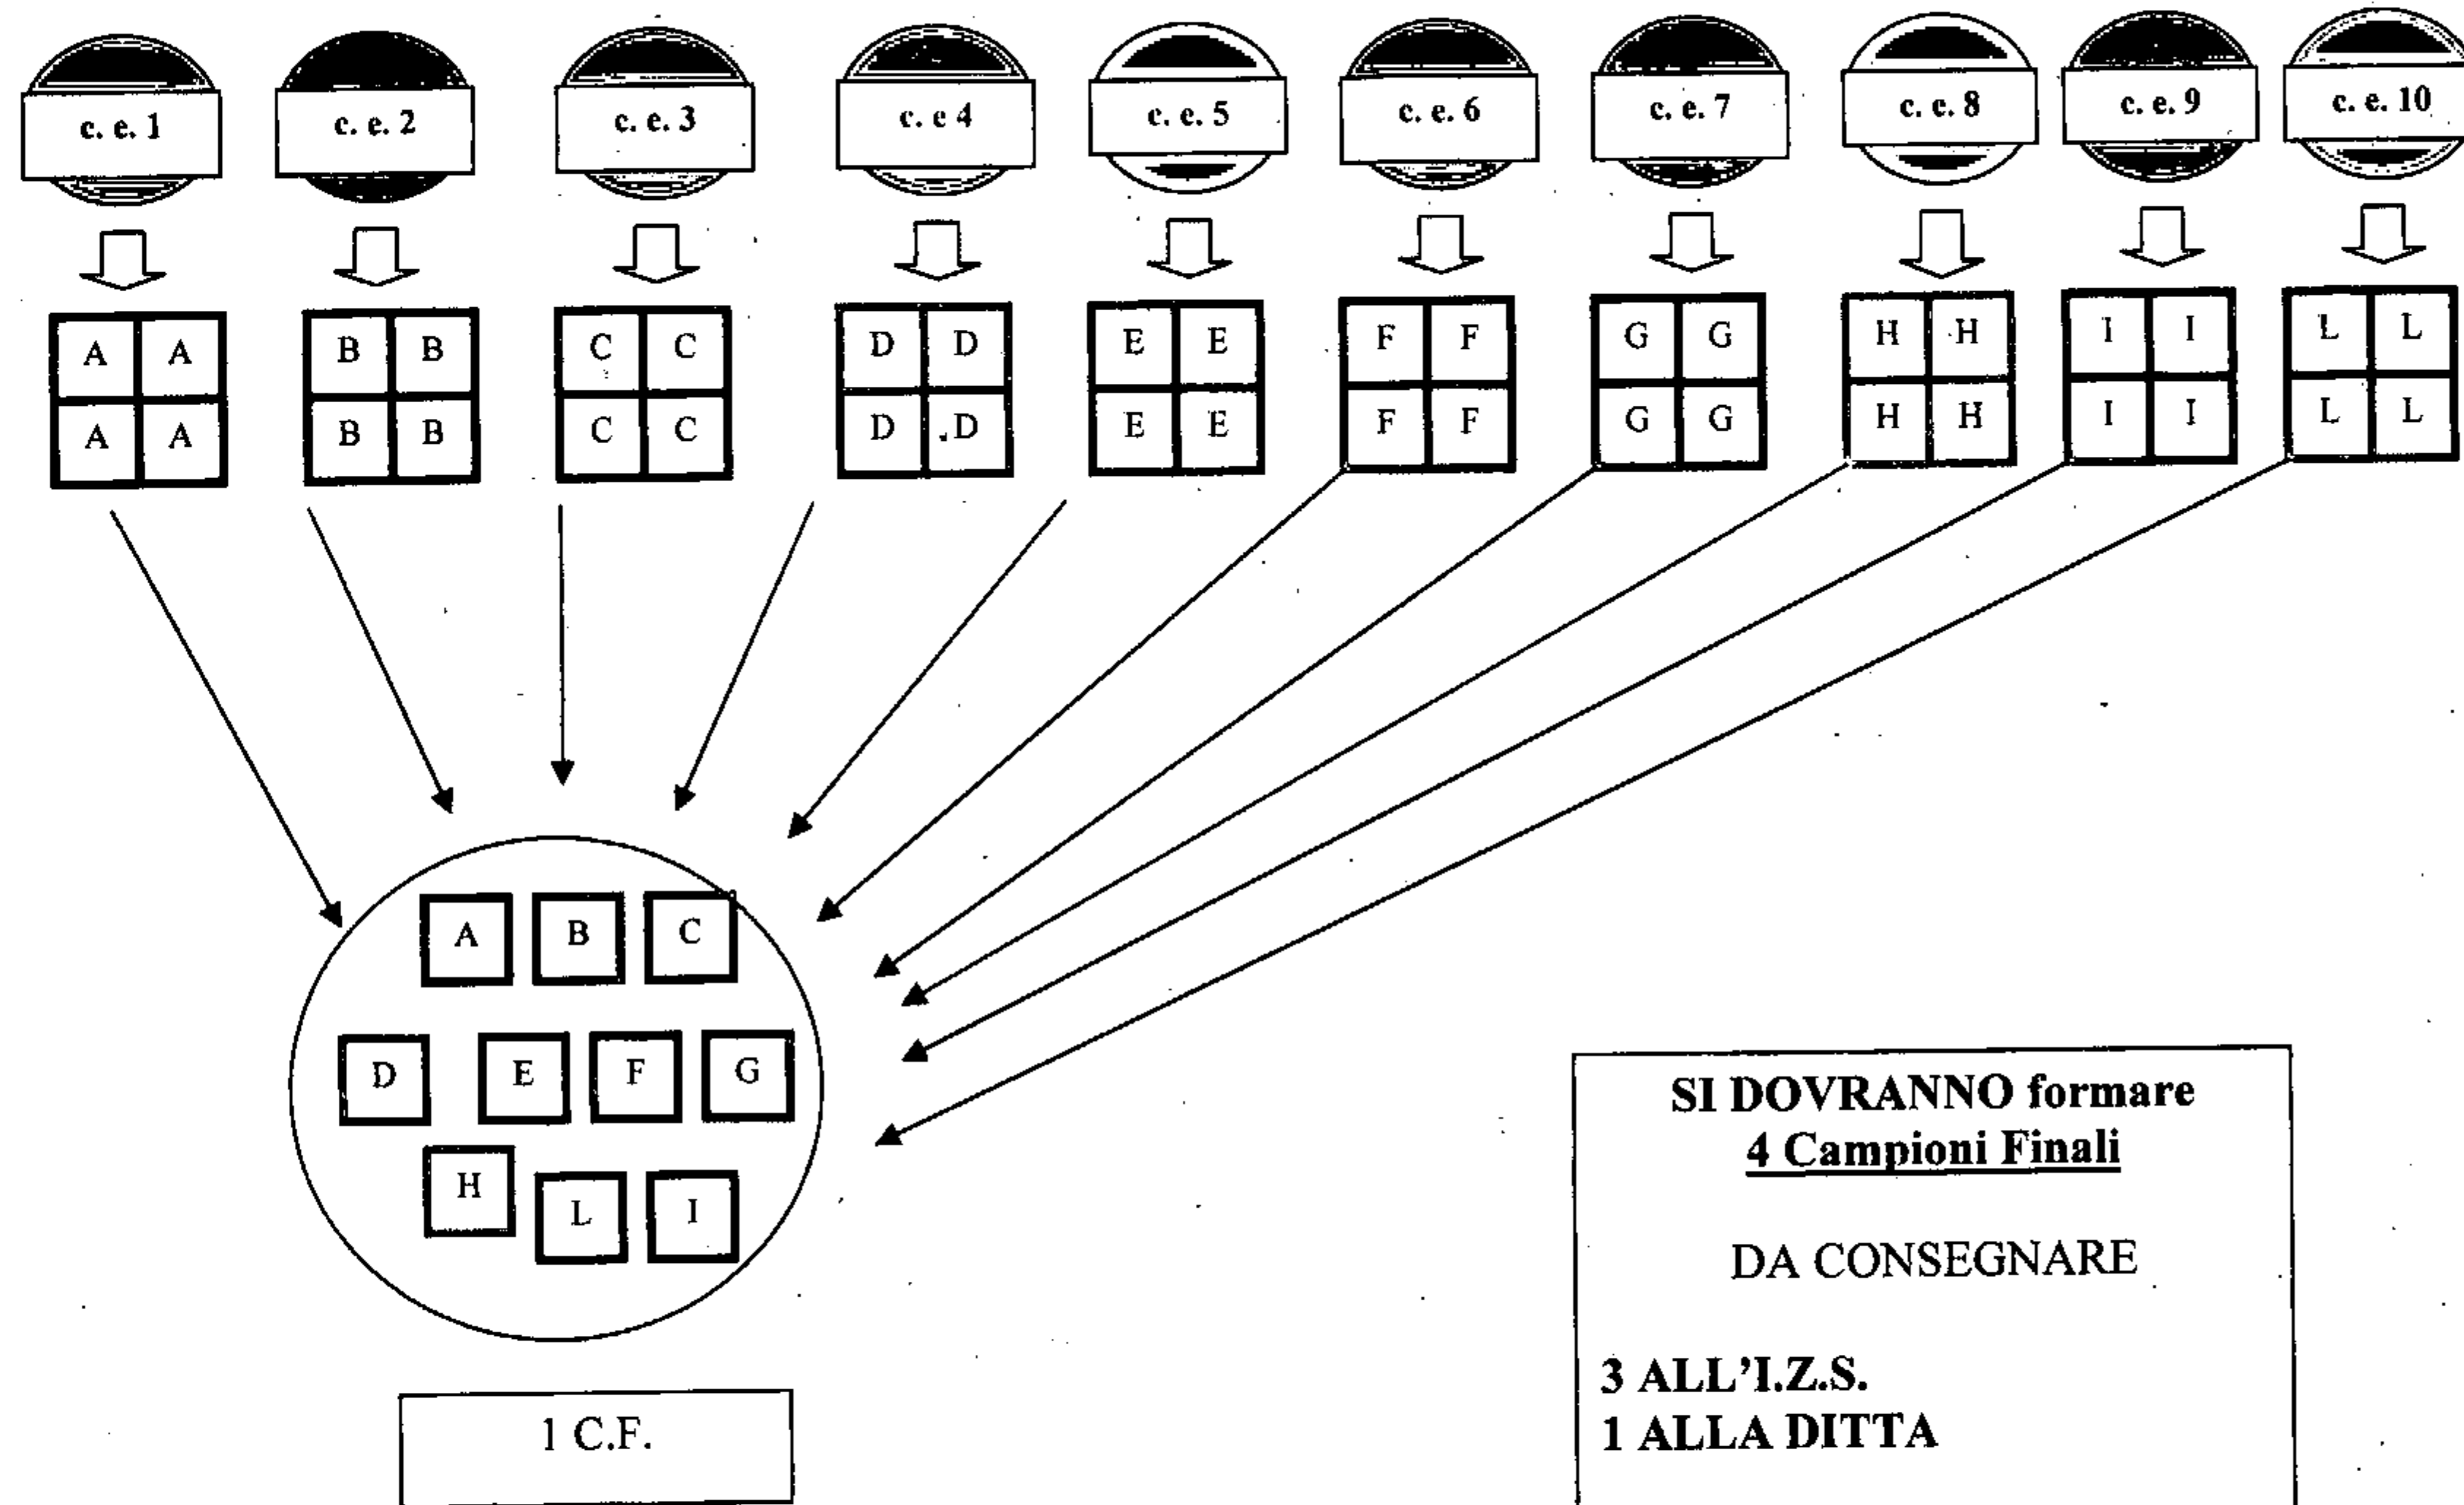 c. e. 1 c. e. 2 c. e. 3 c. e 4 c. e. 5 c. e. 6 c. e. 7 c. e. 8 c. e. 9 c. e. 10
A A B B C C D D E E F F G G H H I I L L
A A B B C C D D E E F F G G H H I I L L
A B C
D E F G
H L I
1 C.F.
SI DOVRANNO formare
4 Campioni Finali
DA CONSEGNARE
3 ALL'I.Z.S.
1 ALLA DITTA